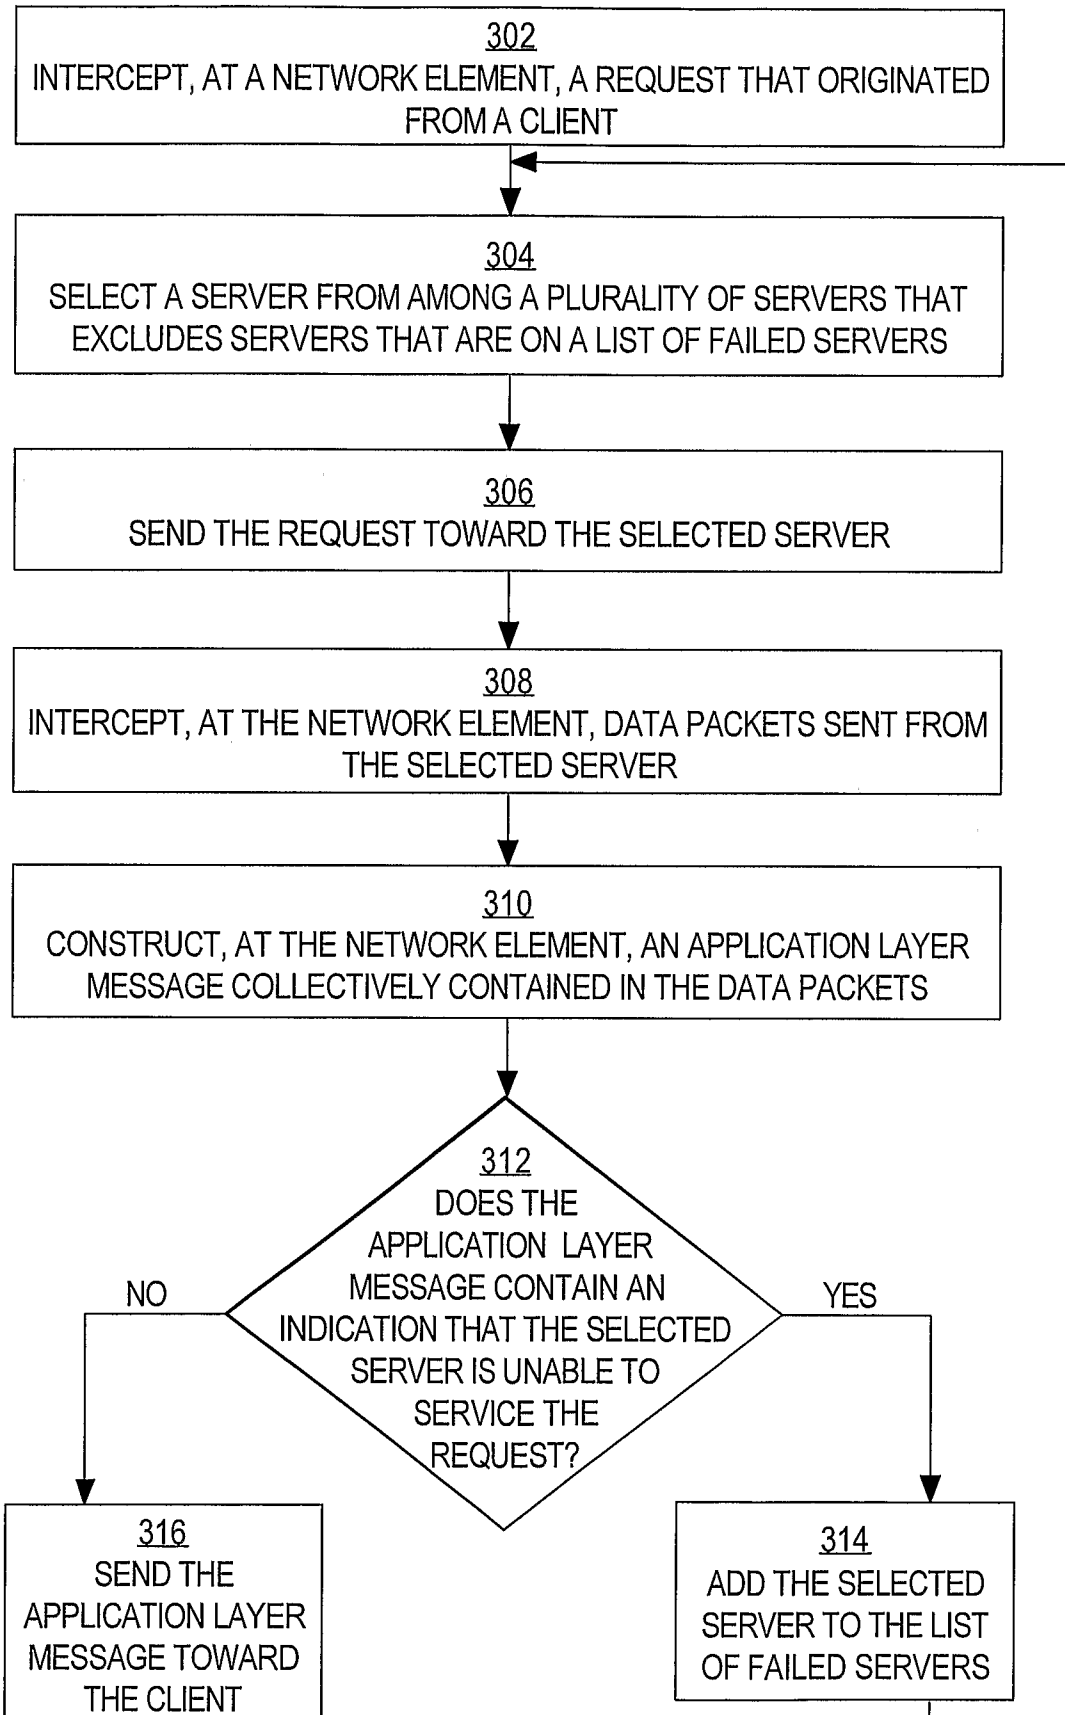 302
INTERCEPT, AT A NETWORK ELEMENT, A REQUEST THAT ORIGINATED
FROM A CLIENT
304
SELECT A SERVER FROM AMONG A PLURALITY OF SERVERS THAT
EXCLUDES SERVERS THAT ARE ON A LIST OF FAILED SERVERS
306
SEND THE REQUEST TOWARD THE SELECTED SERVER
308
INTERCEPT, AT THE NETWORK ELEMENT, DATA PACKETS SENT FROM
THE SELECTED SERVER
310
CONSTRUCT, AT THE NETWORK ELEMENT, AN APPLICATION LAYER
MESSAGE COLLECTIVELY CONTAINED IN THE DATA PACKETS
312
DOES THE
APPLICATION LAYER
MESSAGE CONTAIN AN
INDICATION THAT THE SELECTED
SERVER IS UNABLE TO
SERVICE THE
REQUEST?
NO
YES
316
SEND THE
APPLICATION LAYER
MESSAGE TOWARD
THE CLIENT
314
ADD THE SELECTED
SERVER TO THE LIST
OF FAILED SERVERS